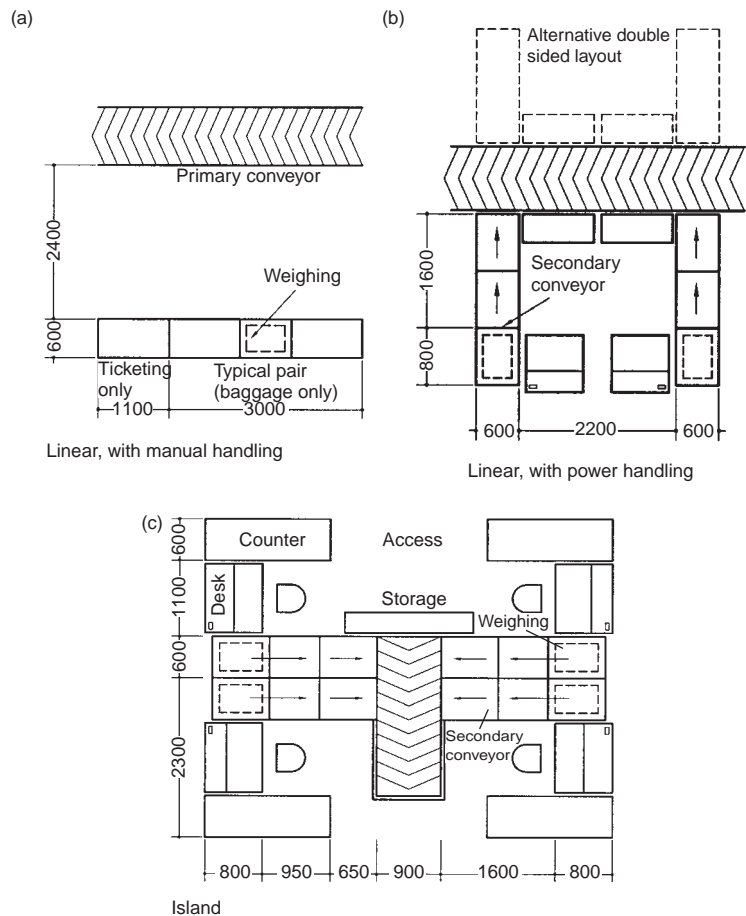 (a)
Primary conveyor
2400
Weighing
600
Ticketing
only
Typical pair
(baggage only)
1100
3000
Linear, with manual handling
(b)
Alternative double
sided layout
1600
Secondary
conveyor
800
600
2200
600
Linear, with power handling
(c)
600
Counter
Access
1100
Desk
Storage
Weighing
600
Secondary
conveyor
2300
800
950
650
900
1600
800
Island